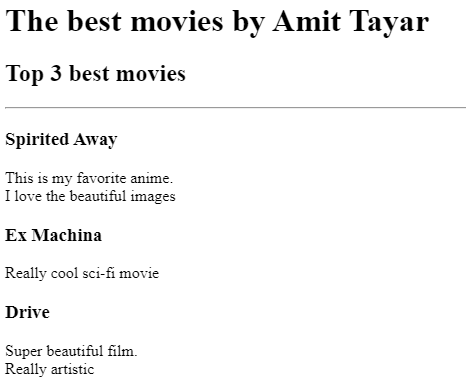 The best movies by Amit Tayar
Top 3 best movies
Spirited Away
This is my favorite anime.
I love the beautiful images
Ex Machina
Really cool sci-fi movie
Drive
Super beautiful film.
Really artistic